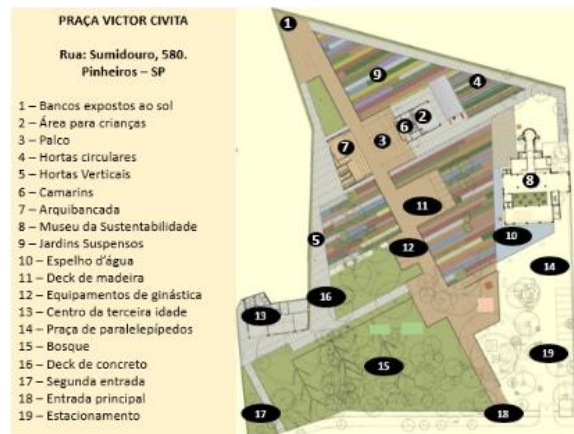 PRAÇA VICTOR CIVITA
Rua: Sumidouro, 580.
Pinheiros – SP
1 – Bancos expostos ao sol
2 – Área para crianças
3 – Palco
4 – Hortas circulares
5 – Hortas Verticais
6 – Camarins
7 – Arquibancada
8 – Museu da Sustentabilidade
9 – Jardins Suspensos
10 – Espelho d'água
11 – Deck de madeira
12 – Equipamentos de ginástica
13 – Centro da terceira idade
14 – Praça de paralelepípedos
15 – Bosque
16 – Deck de concreto
17 – Segunda entrada
18 – Entrada principal
19 – Estacionamento
1
9
4
2
6
3
7
8
11
5
12
10
14
16
13
19
15
17
18